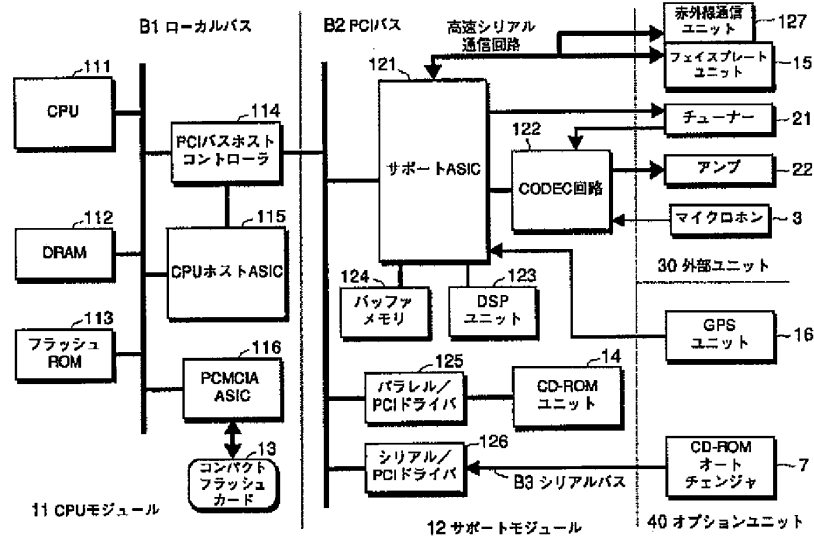 B1 ローカルバス
B2 PCIバス
高速シリアル
通信回路
赤外線通信
ユニット
127
フェイスプレート
ユニット
15
111
CPU
114
PCIバスホスト
コントローラ
121
サポートASIC
チューナー
21
122
CODEC回路
アンプ
22
マイクロホン
3
30 外部ユニット
112
DRAM
115
CPUホストASIC
124
バッファ
メモリ
123
DSP
ユニット
113
フラッシュ
ROM
116
PCMCIA
ASIC
GPS
ユニット
16
125
パラレル/
PCIドライバ
14
CD-ROM
ユニット
13
コンパクト
フラッシュ
カード
126
シリアル/
PCIドライバ
B3 シリアルバス
CD-ROM
オート
チェンジャ
7
11 CPUモジュール
12 サポートモジュール
40 オプションユニット